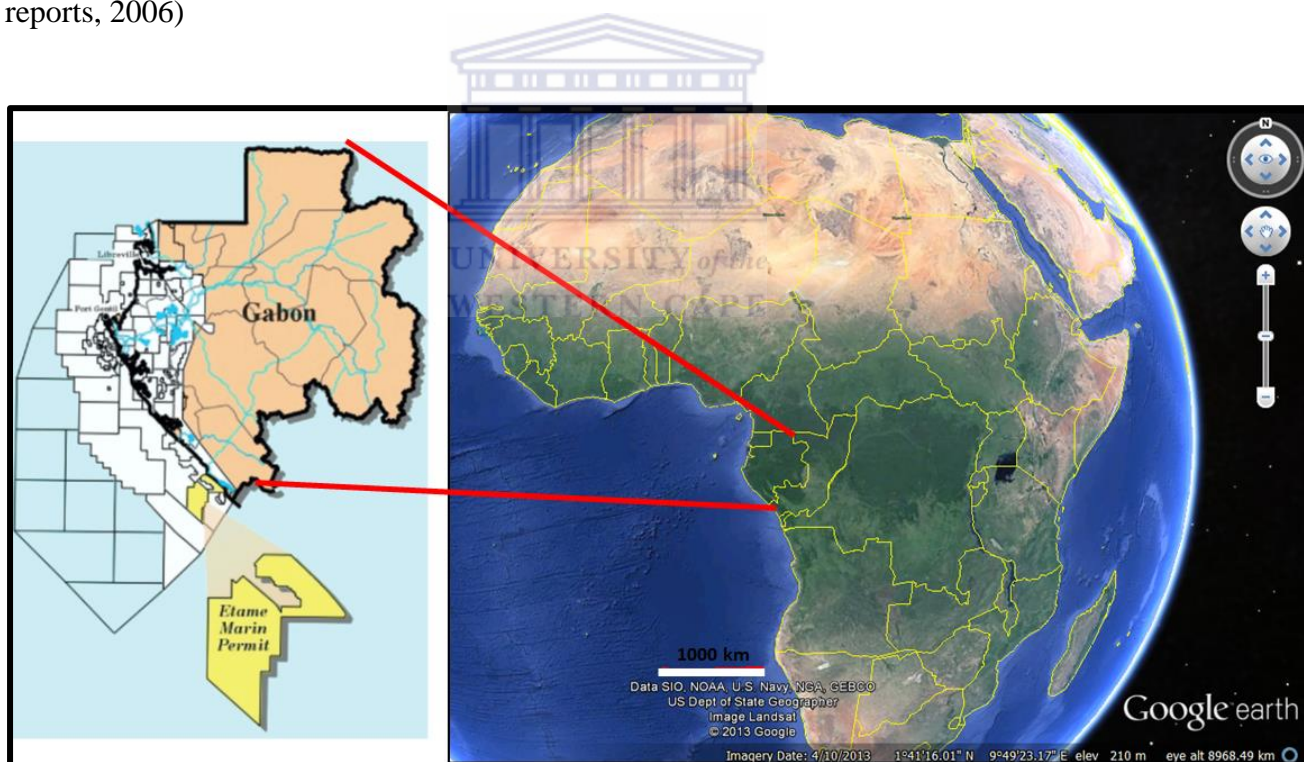 reports, 2006)
UNIVERSITY of the
WESTERN CAPE
Libreville
Port Gentil
Gabon
Etame
Marin
Permit
N
1000 km
Data SIO, NOAA, U.S. Navy, NGA, GEBCO
US Dept of State Geographer
Image Landsat
© 2013 Google
Google earth
Imagery Date: 4/10/2013 1°41'16.01" N 9°49'23.17" E elev 210 m eye alt 8968.49 km